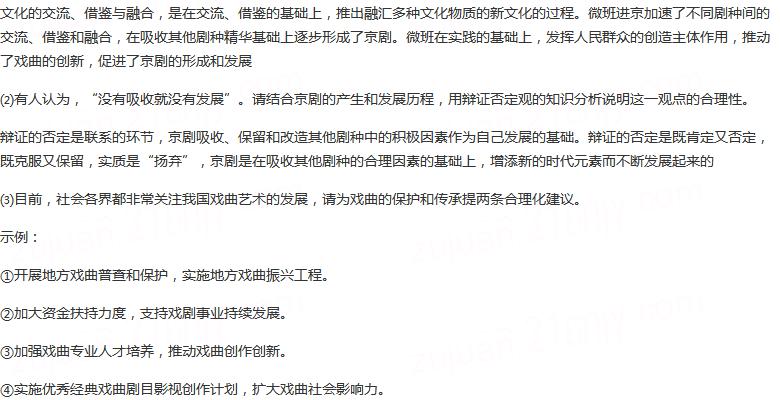 文化的交流、借鉴与融合，是在交流、借鉴的基础上，推出融汇多种文化物质的新文化的过程。微班进京加速了不同剧种间的
交流、借鉴和融合，在吸收其他剧种精华基础上逐步形成了京剧。微班在实践的基础上，发挥人民群众的创造主体作用，推动
了戏曲的创新，促进了京剧的形成和发展
⑵有人认为，“没有吸收就没有发展”。请结合京剧的产生和发展历程，用辩证否定观的知识分析说明这一观点的合理性。
辩证的否定是联系的环节，京剧吸收、保留和改造其他剧种中的积极因素作为自己发展的基础。辩证的否定是既肯定又否定，
既克服又保留，实质是“扬弃”，京剧是在吸收其他剧种的合理因素的基础上，增添新的时代元素而不断发展起来的
⑶目前，社会各界都非常关注我国戏曲艺术的发展，请为戏曲的保护和传承提两条合理化建议。
示例：
①开展地方戏曲普查和保护，实施地方戏曲振兴工程。
②加大资金扶持力度，支持戏剧事业持续发展。
③加强戏曲专业人才培养，推动戏曲创作创新。
④实施优秀经典戏曲剧目影视创作计划，扩大戏曲社会影响力。